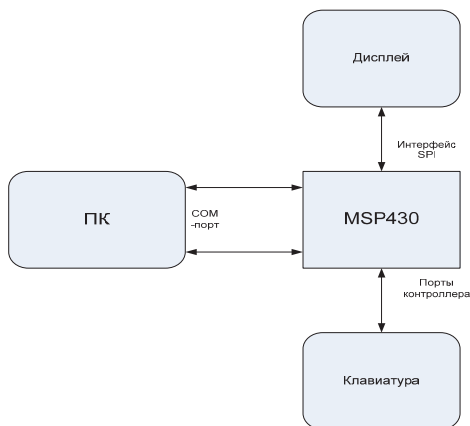 Дисплей
Интерфейс
SPI
ПК
COM
-порт
MSP430
Порты
контроллера
Клавиатура